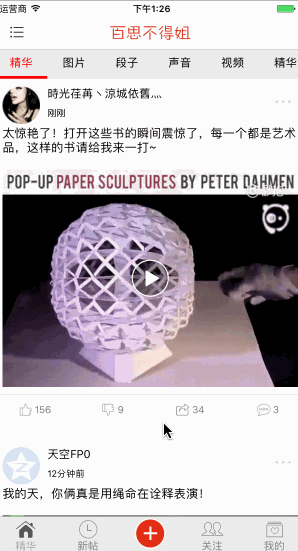 运营商 下午1:26
百思不得姐
精华 图片 段子 声音 视频 精华
時光荏苒丶涼城依舊灬
刚刚
太惊艳了！打开这些书的瞬间震惊了，每一个都是艺术
品，这样的书请给我来一打~
POP-UP PAPER SCULPTURES BY PETER DAHMEN
156 9 34 3
天空FP0
12分钟前
我的天，你俩真是用绳命在诠释表演！
精华 新帖 关注 我的